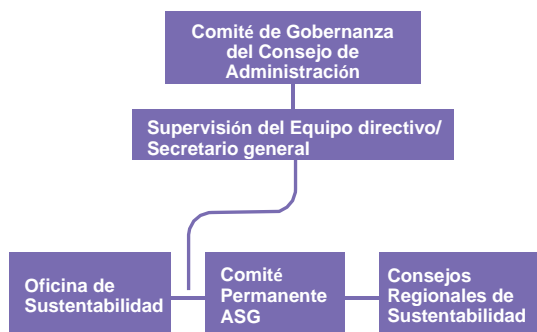 Comité de Gobernanza
del Consejo de
Administración
Supervisión del Equipo directivo/
Secretario general
Oficina de
Sustentabilidad
Comité
Permanente
ASG
Consejos
Regionales de
Sustentabilidad